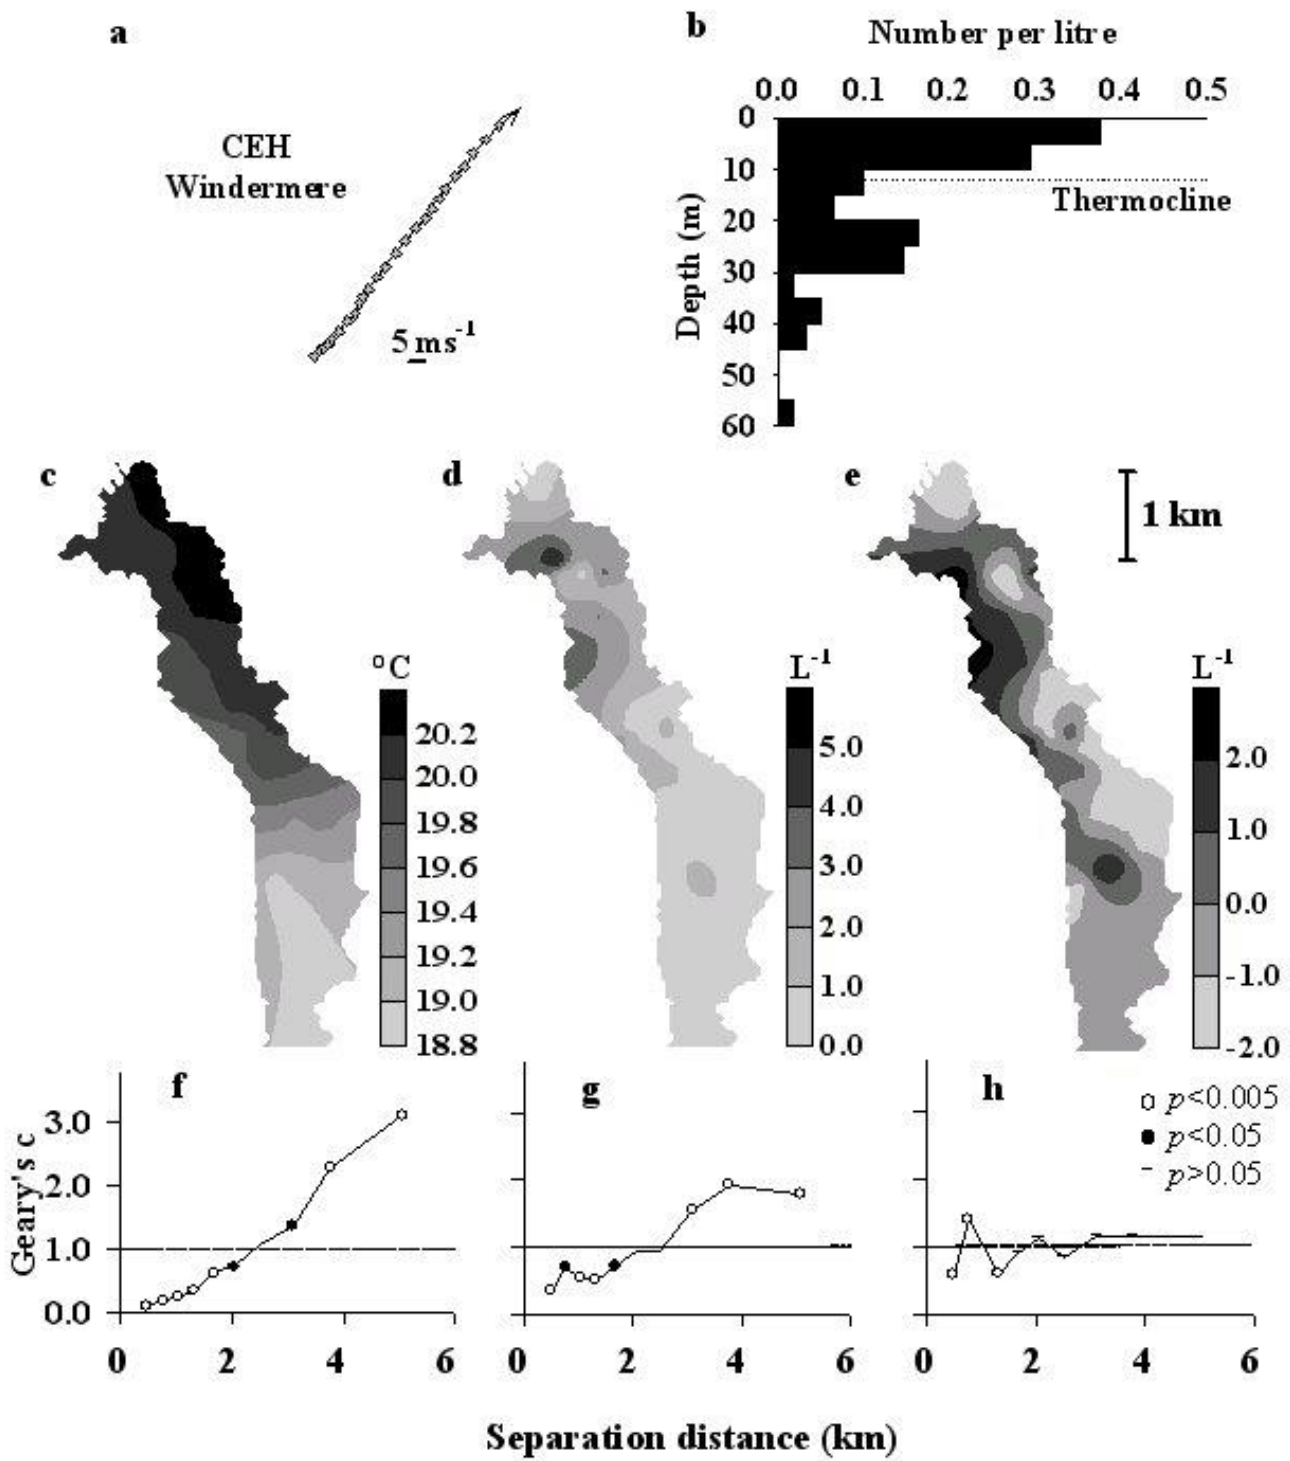 a
CEH
Windermere
5 ms-1
b
Number per litre
0.0 0.1 0.2 0.3 0.4 0.5
0
10
20
30
40
50
60
Depth (m)
Thermocline
c
°C
20.2
20.0
19.8
19.6
19.4
19.2
19.0
18.8
d
L-1
5.0
4.0
3.0
2.0
1.0
0.0
e
1 km
L-1
2.0
1.0
0.0
-1.0
-2.0
f
Geary's c
3.0
2.0
1.0
0.0
0 2 4 6
g
0 2 4 6
h
p<0.005
p<0.05
p>0.05
0 2 4 6
Separation distance (km)